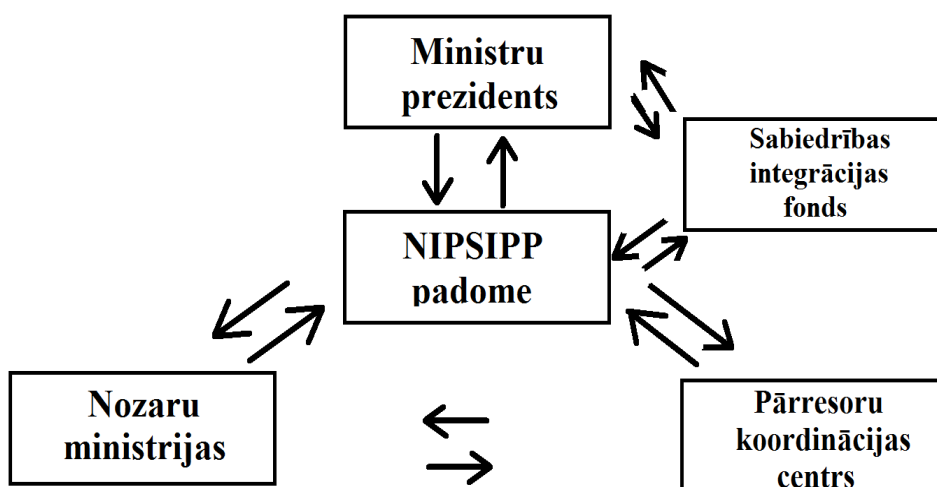 Ministru
prezidents
Sabiedrības
integrācijas
fonds
NIPSIPP
padome
Nozaru
ministrijas
Pārresoru
koordinācijas
centrs